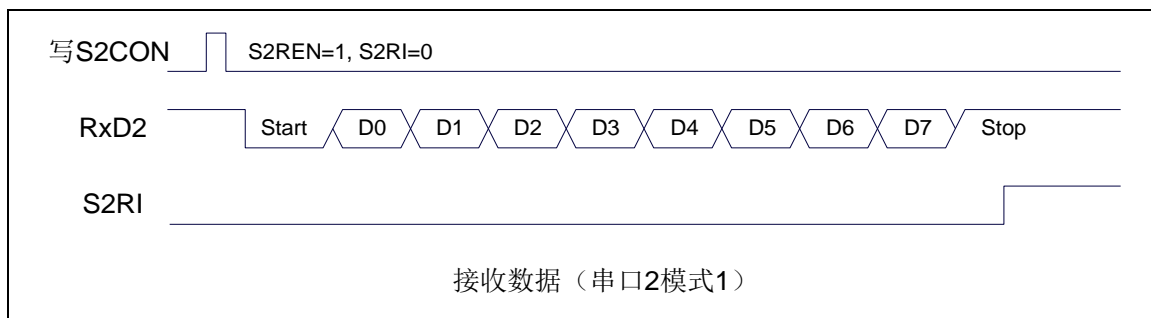 写S2CON S2REN=1, S2RI=0
RxD2 Start D0 D1 D2 D3 D4 D5 D6 D7 Stop
S2RI
接收数据（串口2模式1）